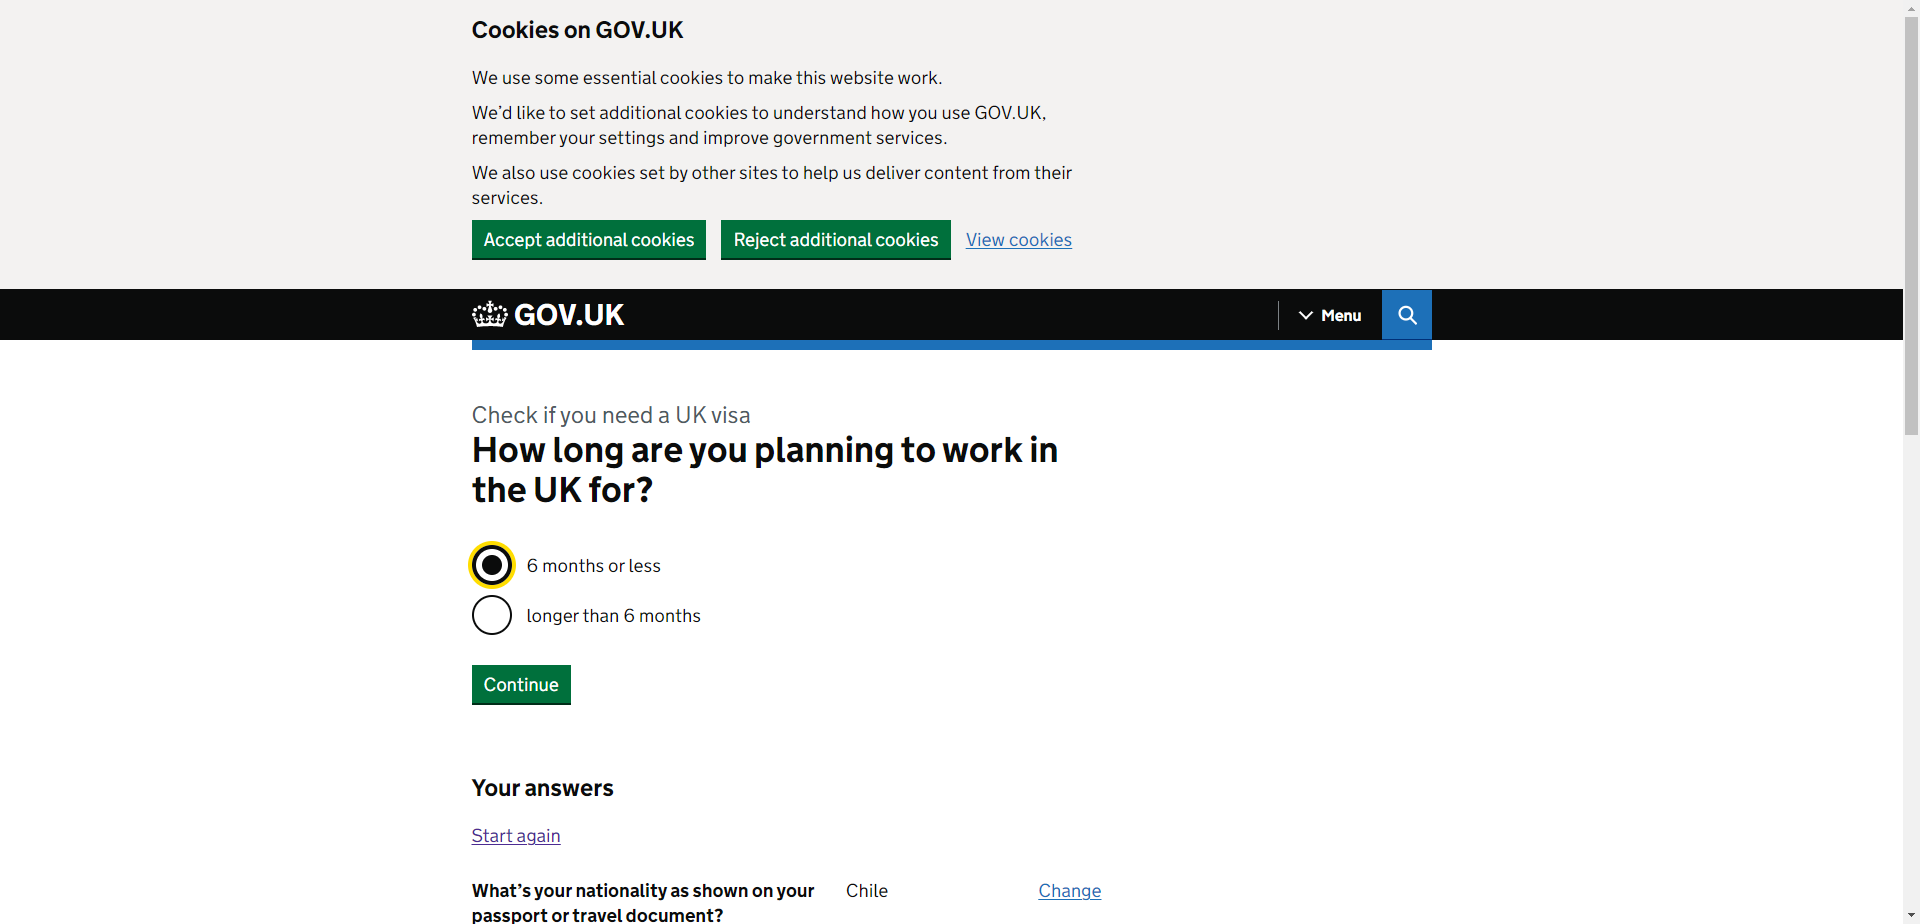 Cookies on GOV.UK
We use some essential cookies to make this website work.
We’d like to set additional cookies to understand how you use GOV.UK,
remember your settings and improve government services.
We also use cookies set by other sites to help us deliver content from their
services.
Accept additional cookies
Reject additional cookies
View cookies
GOV.UK
Menu
Check if you need a UK visa
How long are you planning to work in
the UK for?
6 months or less
longer than 6 months
Continue
Your answers
Start again
What’s your nationality as shown on your
passport or travel document?
Chile
Change